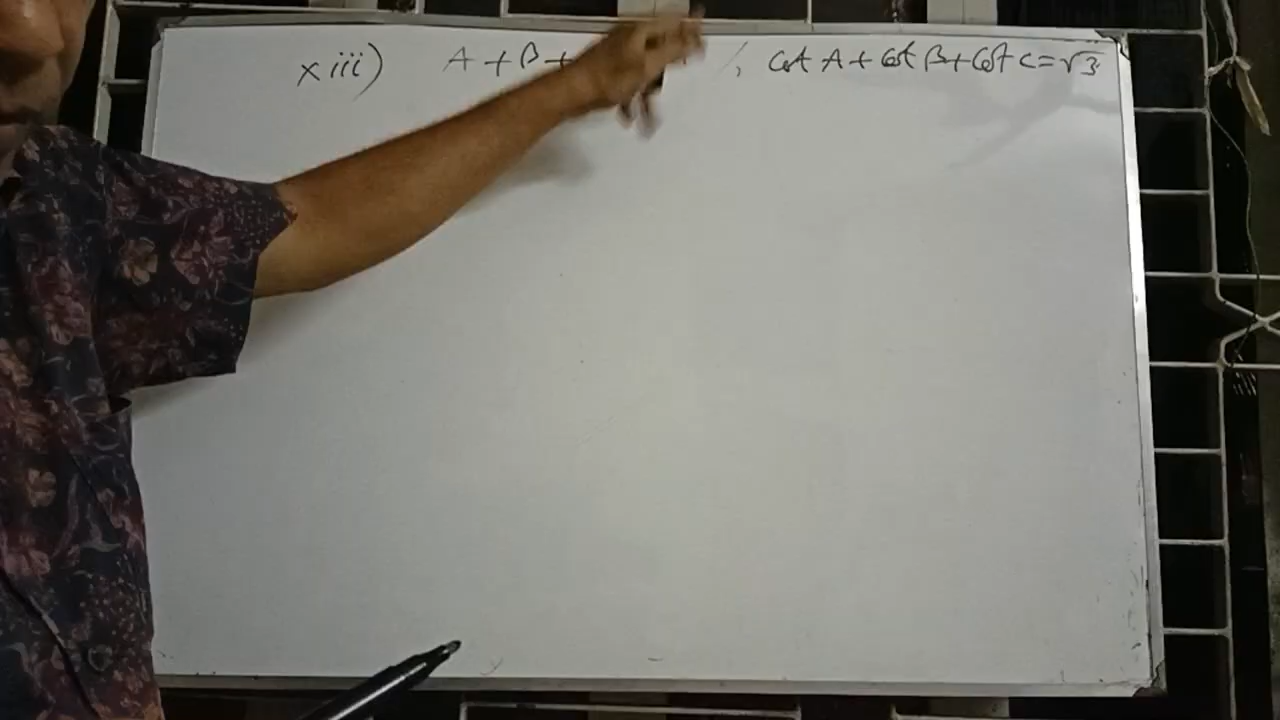 xiii) A+B+ , Cot A+Cot B+Cot C=√3